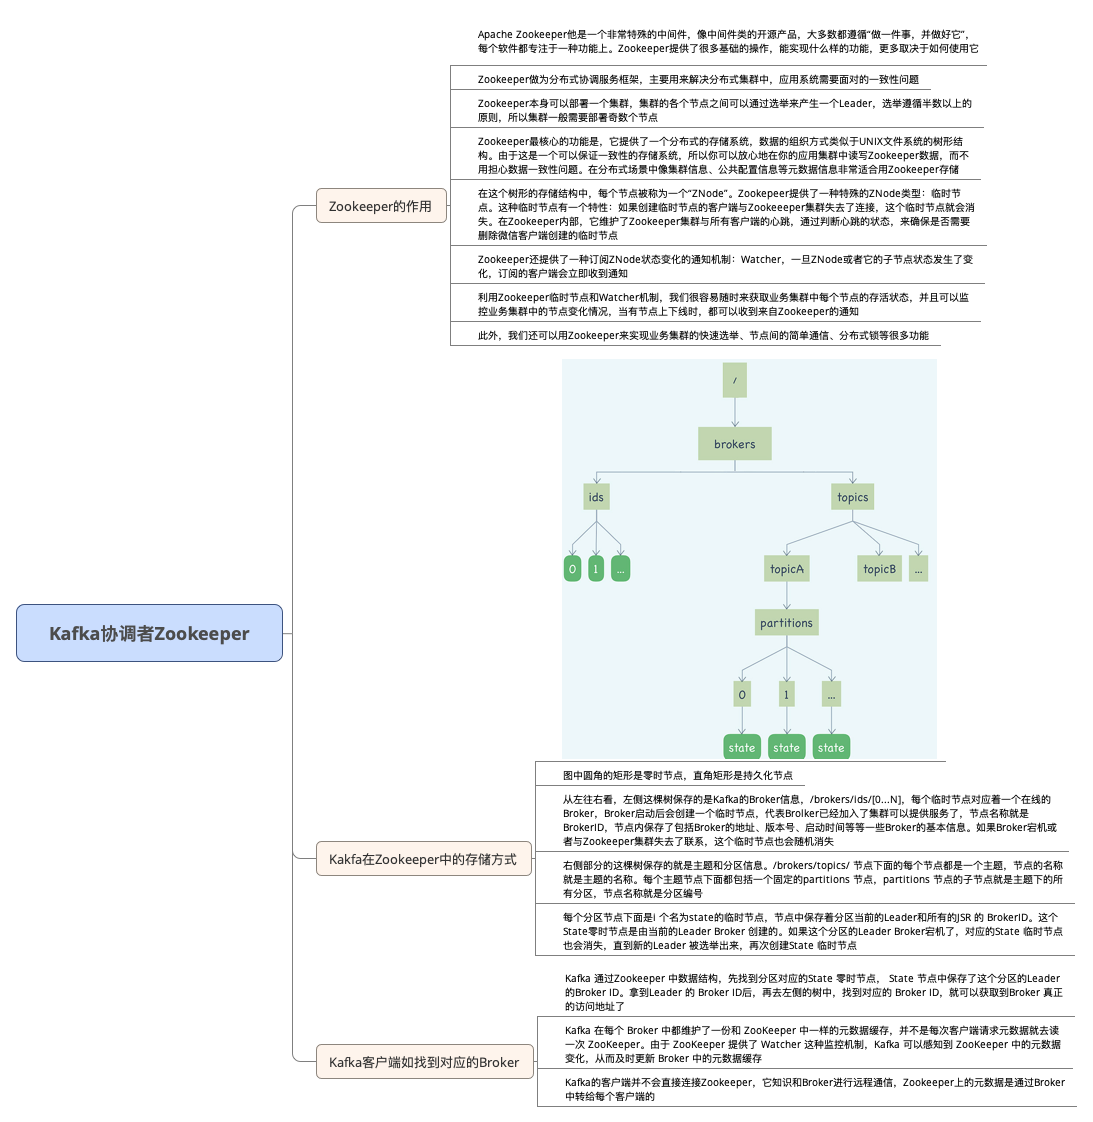 Apache Zookeeper他是一个非常特殊的中间件，像中间件类的开源产品，大多数都遵循“做一件事，并做好它”，
每个软件都专注于一种功能上。Zookeeper提供了很多基础的操作，能实现什么样的功能，更多取决于如何使用它
Zookeeper做为分布式协调服务框架，主要用来解决分布式集群中，应用系统需要面对的一致性问题
Zookeeper本身可以部署一个集群，集群的各个节点之间可以通过选举来产生一个Leader，选举遵循半数以上的
原则，所以集群一般需要部署奇数个节点
Zookeeper最核心的功能是，它提供了一个分布式的存储系统，数据的组织方式类似于UNIX文件系统的树形结
构。由于这是一个可以保证一致性的存储系统，所以你可以放心地在你的应用集群中读写Zookeeper数据，而不
用担心数据一致性问题。在分布式场景中像集群信息、公共配置信息等元数据信息非常适合用Zookeeper存储
Zookeeper的作用
在这个树形的存储结构中，每个节点被称为一个“ZNode”。Zookepeer提供了一种特殊的ZNode类型：临时节
点。这种临时节点有一个特性：如果创建临时节点的客户端与Zookeeeper集群失去了连接，这个临时节点就会消
失。在Zookeeper内部，它维护了Zookeeper集群与所有客户端的心跳，通过判断心跳的状态，来确保是否需要
删除微信客户端创建的临时节点
Zookeeper还提供了一种订阅ZNode状态变化的通知机制：Watcher，一旦ZNode或者它的子节点状态发生了变
化，订阅的客户端会立即收到通知
利用Zookeeper临时节点和Watcher机制，我们很容易随时来获取业务集群中每个节点的存活状态，并且可以监
控业务集群中的节点变化情况，当有节点上下线时，都可以收到来自Zookeeper的通知
此外，我们还可以用Zookeeper来实现业务集群的快速选举、节点间的简单通信、分布式锁等很多功能
/
brokers
ids topics
0 1 ... topicA topicB ...
partitions
Kafka协调者Zookeeper
0 1 ...
state state state
图中圆角的矩形是零时节点，直角矩形是持久化节点
从左往右看，左侧这棵树保存的是Kafka的Broker信息，/brokers/ids/[0...N]，每个临时节点对应着一个在线的
Broker，Broker启动后会创建一个临时节点，代表Brolker已经加入了集群可以提供服务了，节点名称就是
BrokerID，节点内保存了包括Broker的地址、版本号、启动时间等等一些Broker的基本信息。如果Broker宕机或
者与Zookeeper集群失去了联系，这个临时节点也会随机消失
Kakfa在Zookeeper中的存储方式
右侧部分的这棵树保存的就是主题和分区信息。/brokers/topics/ 节点下面的每个节点都是一个主题，节点的名称
就是主题的名称。每个主题节点下面都包括一个固定的partitions 节点，partitions 节点的子节点就是主题下的所
有分区，节点名称就是分区编号
每个分区节点下面是i 个名为state的临时节点，节点中保存着分区当前的Leader和所有的JSR 的 BrokerID。这个
State零时节点是由当前的Leader Broker 创建的。如果这个分区的Leader Broker宕机了，对应的State 临时节点
也会消失，直到新的Leader 被选举出来，再次创建State 临时节点
Kafka 通过Zookeeper 中数据结构，先找到分区对应的State 零时节点， State 节点中保存了这个分区的Leader
的Broker ID。拿到Leader 的 Broker ID后，再去左侧的树中，找到对应的 Broker ID，就可以获取到Broker 真正
的访问地址了
Kafka 在每个 Broker 中都维护了一份和 ZooKeeper 中一样的元数据缓存，并不是每次客户端请求元数据就去读
一次 ZooKeeper。由于 ZooKeeper 提供了 Watcher 这种监控机制，Kafka 可以感知到 ZooKeeper 中的元数据
变化，从而及时更新 Broker 中的元数据缓存
Kafka客户端如找到对应的Broker
Kafka的客户端并不会直接连接Zookeeper，它知识和Broker进行远程通信，Zookeeper上的元数据是通过Broker
中转给每个客户端的